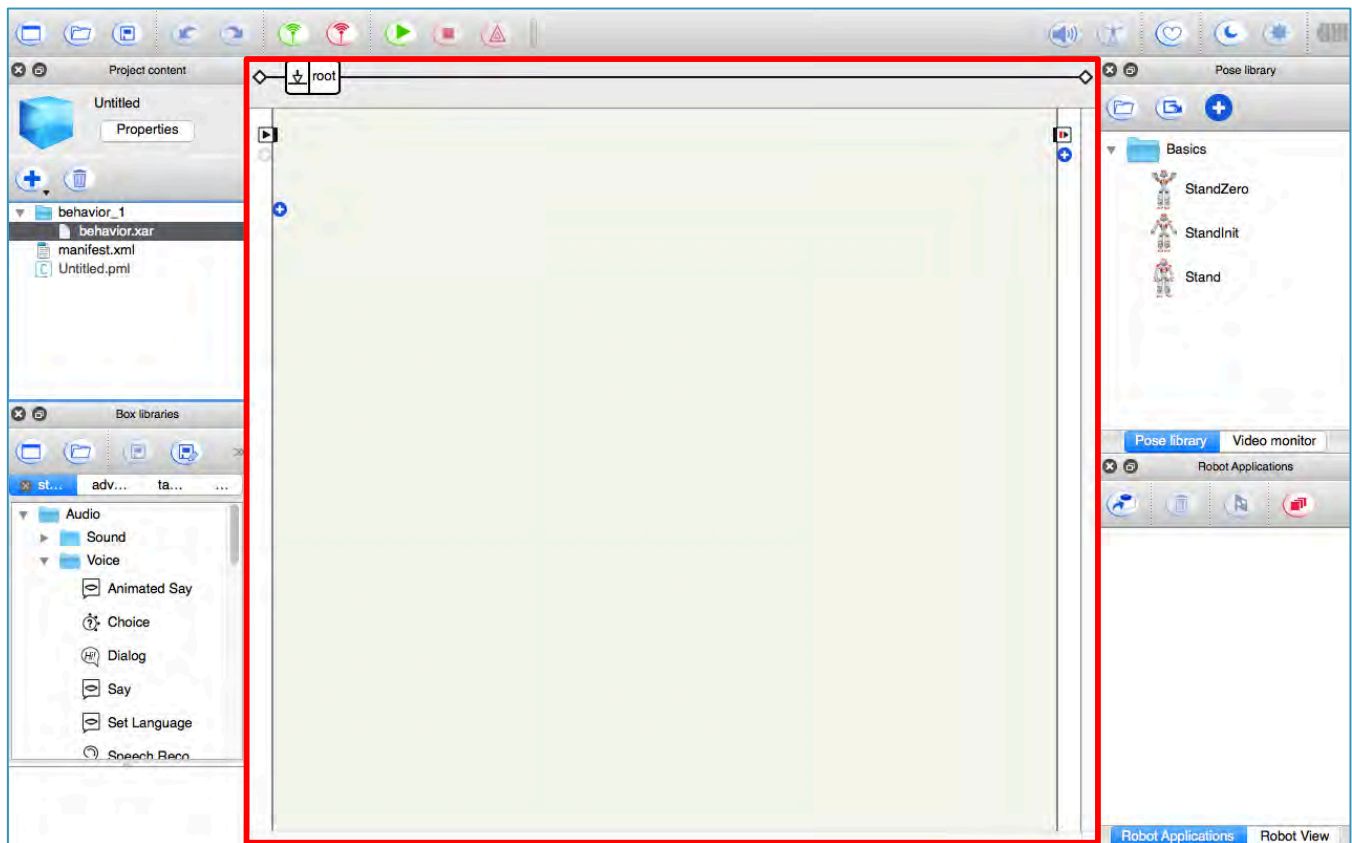 Project content
Untitled
Properties
behavior_1
behavior.xar
manifest.xml
Untitled.pml
Box libraries
st... adv... ta... ...
Audio
Sound
Voice
Animated Say
Choice
Hi!
Dialog
Say
Set Language
Speech Reco
root
Pose library
Basics
StandZero
StandInit
Stand
Pose library Video monitor
Robot Applications
Robot Applications Robot View